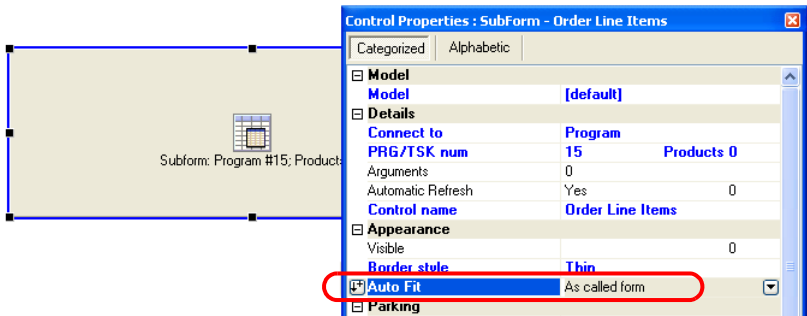 Control Properties : SubForm - Order Line Items
Categorized Alphabetic
Model
Model [default]
Details
Connect to Program
PRG/TSK num 15 Products 0
Arguments 0
Automatic Refresh Yes 0
Control name Order Line Items
Appearance
Visible 0
Border style Thin
Auto Fit As called form
Parking
Subform: Program #15; Product